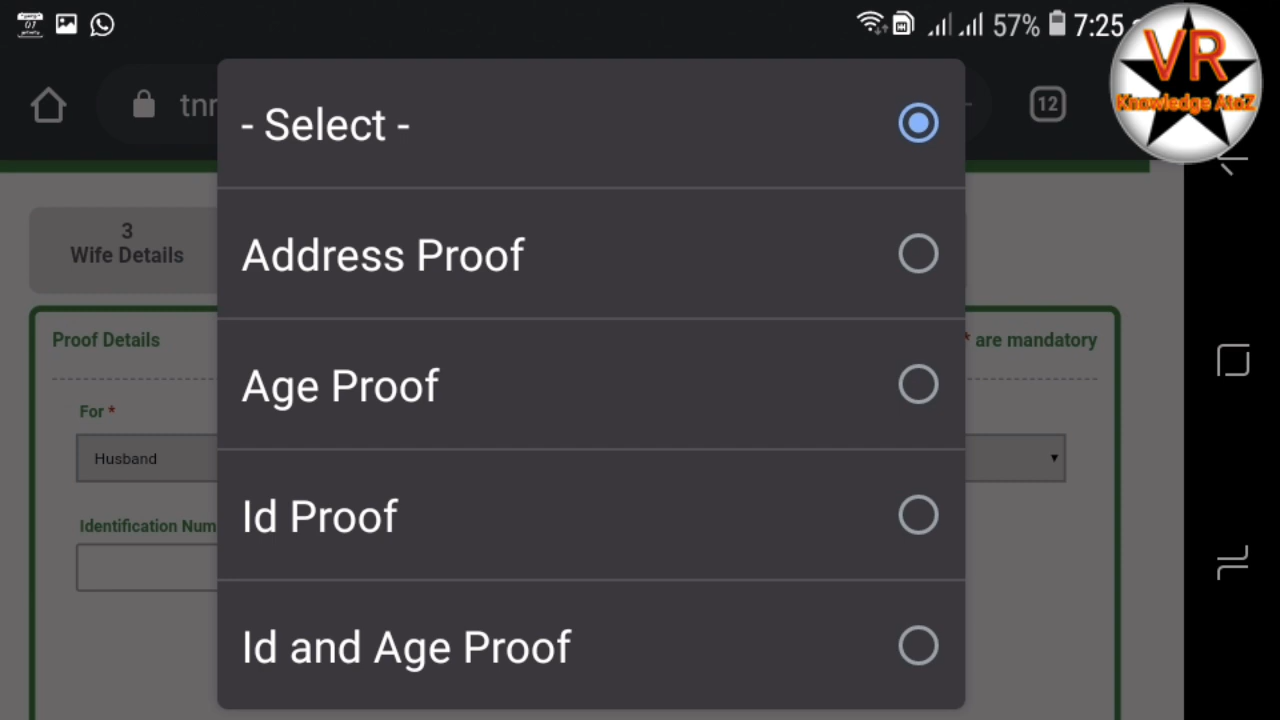 57% 7:25
tnr
12
VR
Knowledge AtoZ
- Select -
Address Proof
Age Proof
Id Proof
Id and Age Proof
3
Wife Details
Proof Details
* are mandatory
For *
Husband
Identification Num